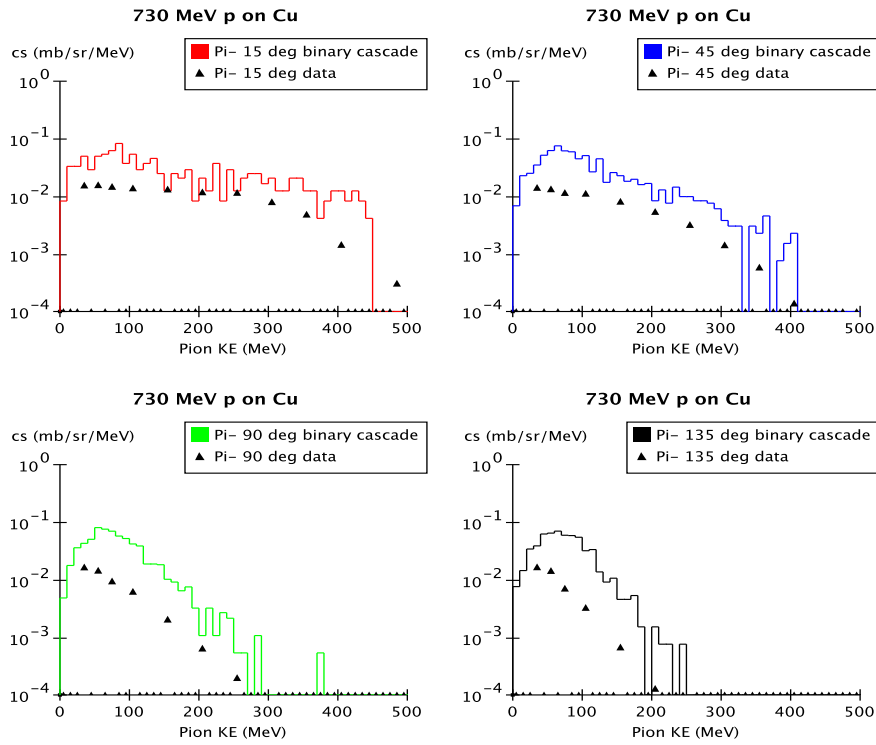 730 MeV p on Cu
cs (mb/sr/MeV)
Pi- 15 deg binary cascade
Pi- 15 deg data
10^0
10^-1
10^-2
10^-3
10^-4
0 100 200 300 400 500
Pion KE (MeV)
730 MeV p on Cu
cs (mb/sr/MeV)
Pi- 45 deg binary cascade
Pi- 45 deg data
10^0
10^-1
10^-2
10^-3
10^-4
0 100 200 300 400 500
Pion KE (MeV)
730 MeV p on Cu
cs (mb/sr/MeV)
Pi- 90 deg binary cascade
Pi- 90 deg data
10^0
10^-1
10^-2
10^-3
10^-4
0 100 200 300 400 500
Pion KE (MeV)
730 MeV p on Cu
cs (mb/sr/MeV)
Pi- 135 deg binary cascade
Pi- 135 deg data
10^0
10^-1
10^-2
10^-3
10^-4
0 100 200 300 400 500
Pion KE (MeV)